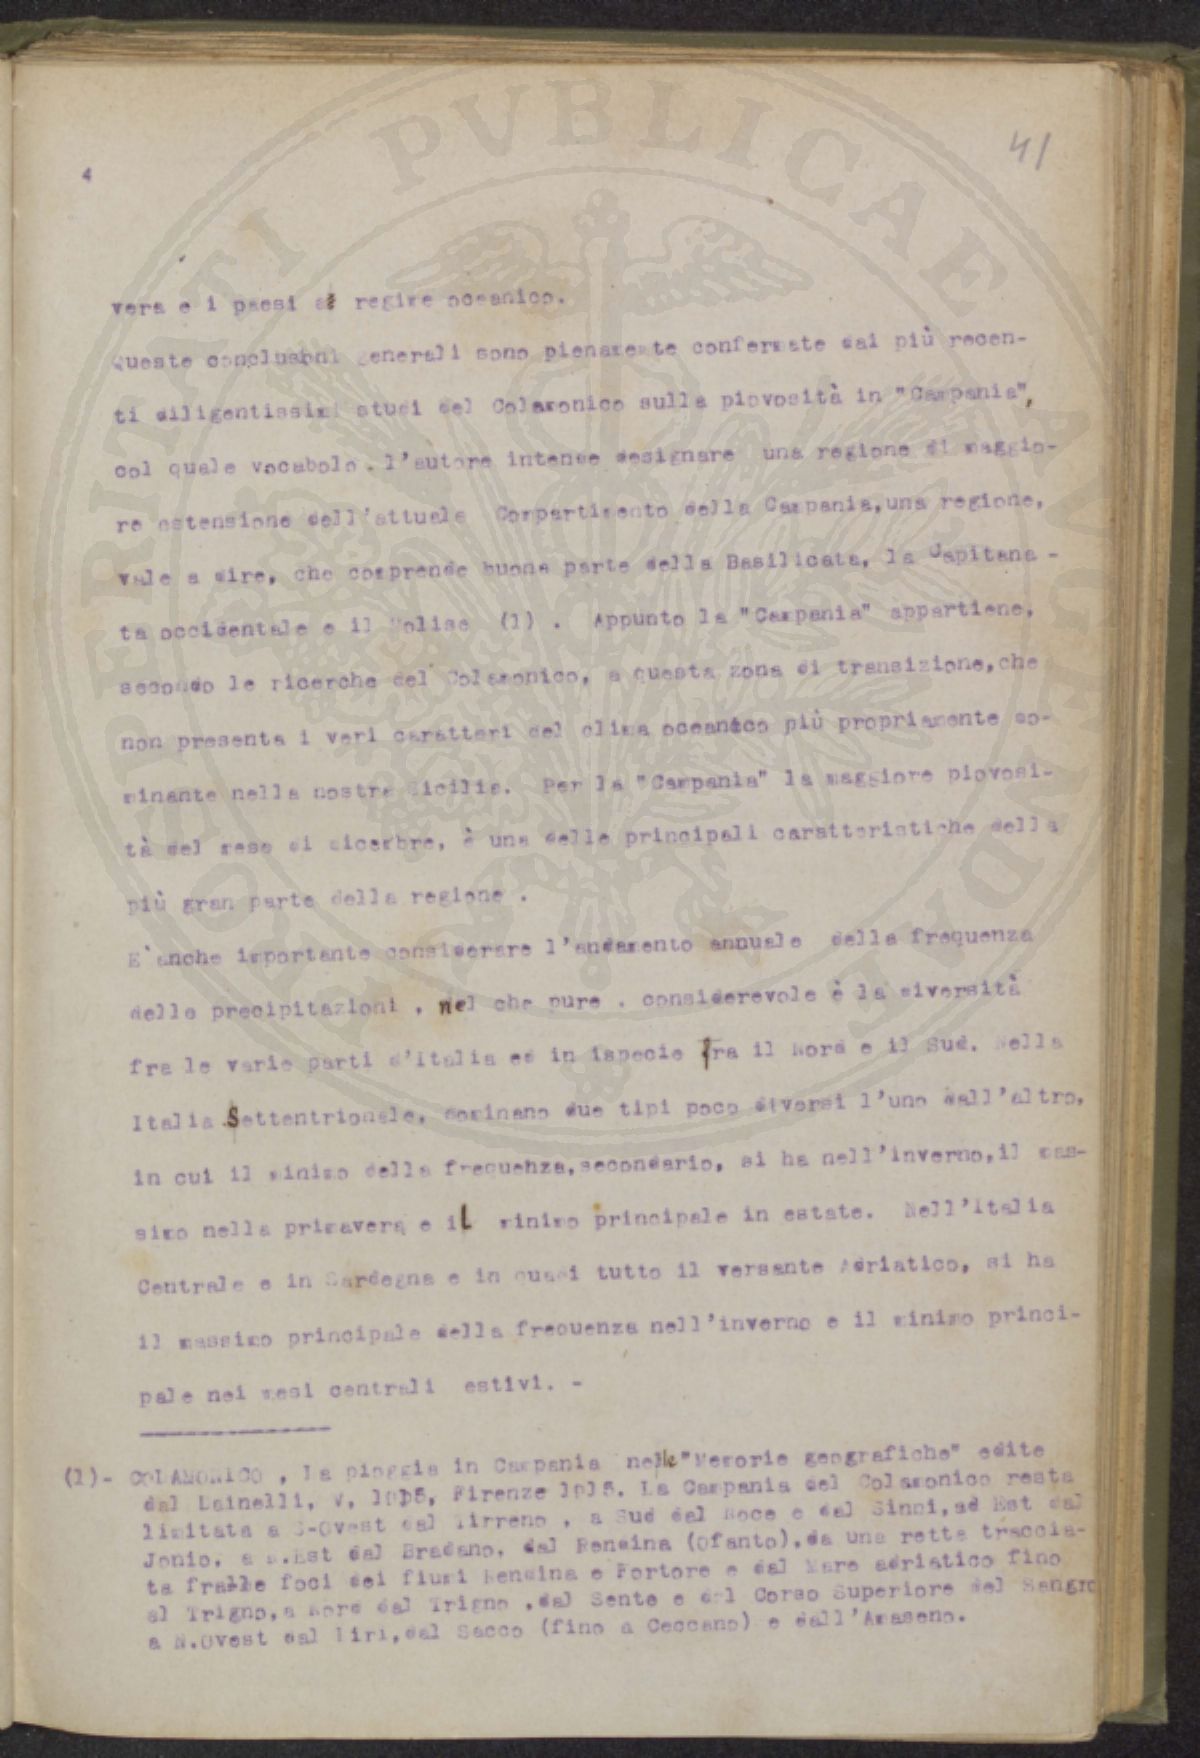 41
4
vera e i paesi a regime oceanico.
Queste conclusoni generali sono pienamente confermate dai più recen-
ti diligentissimi studi del Colamonico sulla piovosità in "Campania",
col quale vocabolo. l'autore intende designare una regione di maggio-
re estensione dell'attuale Compartimento della Campania,una regione,
vale a dire, che comprende buona parte della Basilicata, la Capitana -
ta occidentale e il Molise (1) . Appunto la "Campania" appartiene,
secondo le ricerche del Colamonico, a questa zona di transizione,che
non presenta i veri caratteri del clima oceanico più propriamente do-
minante nella nostra Sicilia. Per la "Campania" la maggiore piovosi-
tà del mese di dicembre, è una delle principali caratteristiche della
più gran parte della regione .
E' anche importante considerare l'andamento annuale della frequenza
delle precipitazioni , nel che pure . considerevole è la diversità
fra le varie parti d'Italia ed in ispecie fra il Nord e il Sud. Nella
Italia Settentrionale, dominano due tipi poco diversi l'uno dall'altro,
in cui il minimo della frequenza,secondario, si ha nell'inverno,il mas-
simo nella primavera e il minimo principale in estate. Nell'Italia
Centrale e in Sardegna e in quasi tutto il versante Adriatico, si ha
il massimo principale della frequenza nell'inverno e il minimo princi-
pale nei mesi centrali estivi. -
(1)- COLAMONICO , La pioggia in Campania nelle "Memorie geografiche" edite
dal Dainelli, V, Firenze 1915. La Campania del Colamonico resta
limitata a S-Ovest dal Tirreno , a Sud dal Noce e dal Sinni,ad Est dal
Jonio, a N.Est dal Bradano, dal Rendina (Ofanto),da una retta traccia-
ta fralle foci dei fiumi Rendina e Fortore e dal Mare adriatico fino
al Trigno,a Nord dal Trigno ,dal Sente e dal Corso Superiore del Sangro
a N.Ovest dal Liri,dal Sacco (fino a Ceccano) e dall'Amaseno.
PROSPERITATI PVBLICAE AVGENDAE